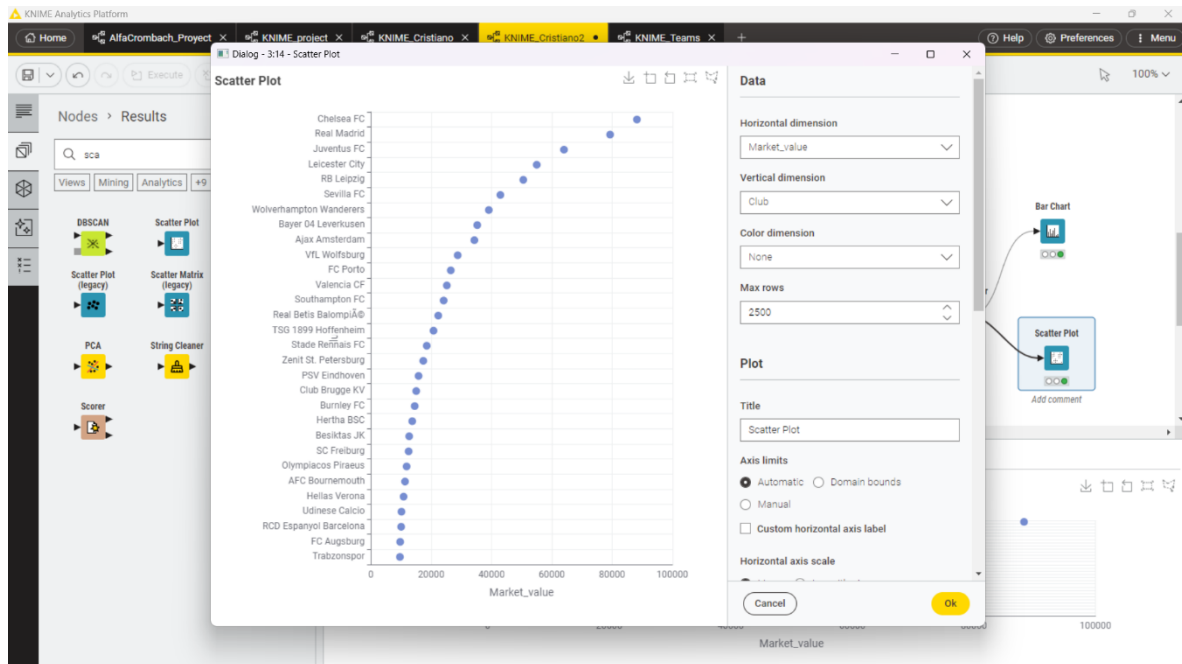 KNIME Analytics Platform
Home
AlfaCrombach_Proyect
KNIME_project
KNIME_Cristiano
KNIME_Cristiano2
KNIME_Teams
Help
Preferences
Menu
Execute
100%
Nodes > Results
sca
Views
Mining
Analytics
+9
DBSCAN
Scatter Plot
Scatter Plot
(legacy)
Scatter Matrix
(legacy)
PCA
String Cleaner
Scorer
Dialog - 3:14 - Scatter Plot
Scatter Plot
Chelsea FC
Real Madrid
Juventus FC
Leicester City
RB Leipzig
Sevilla FC
Wolverhampton Wanderers
Bayer 04 Leverkusen
Ajax Amsterdam
VfL Wolfsburg
FC Porto
Valencia CF
Southampton FC
Real Betis BalompiÃ©
TSG 1899 Hoffenheim
Stade Rennais FC
Zenit St. Petersburg
PSV Eindhoven
Club Brugge KV
Burnley FC
Hertha BSC
Besiktas JK
SC Freiburg
Olympiacos Piraeus
AFC Bournemouth
Hellas Verona
Udinese Calcio
RCD Espanyol Barcelona
FC Augsburg
Trabzonspor
0 20000 40000 60000 80000 100000
Market_value
Data
Horizontal dimension
Market_value
Vertical dimension
Club
Color dimension
None
Max rows
2500
Plot
Title
Scatter Plot
Axis limits
Automatic
Domain bounds
Manual
Custom horizontal axis label
Horizontal axis scale
Cancel
Ok
Bar Chart
Scatter Plot
Add comment
100000
Market_value